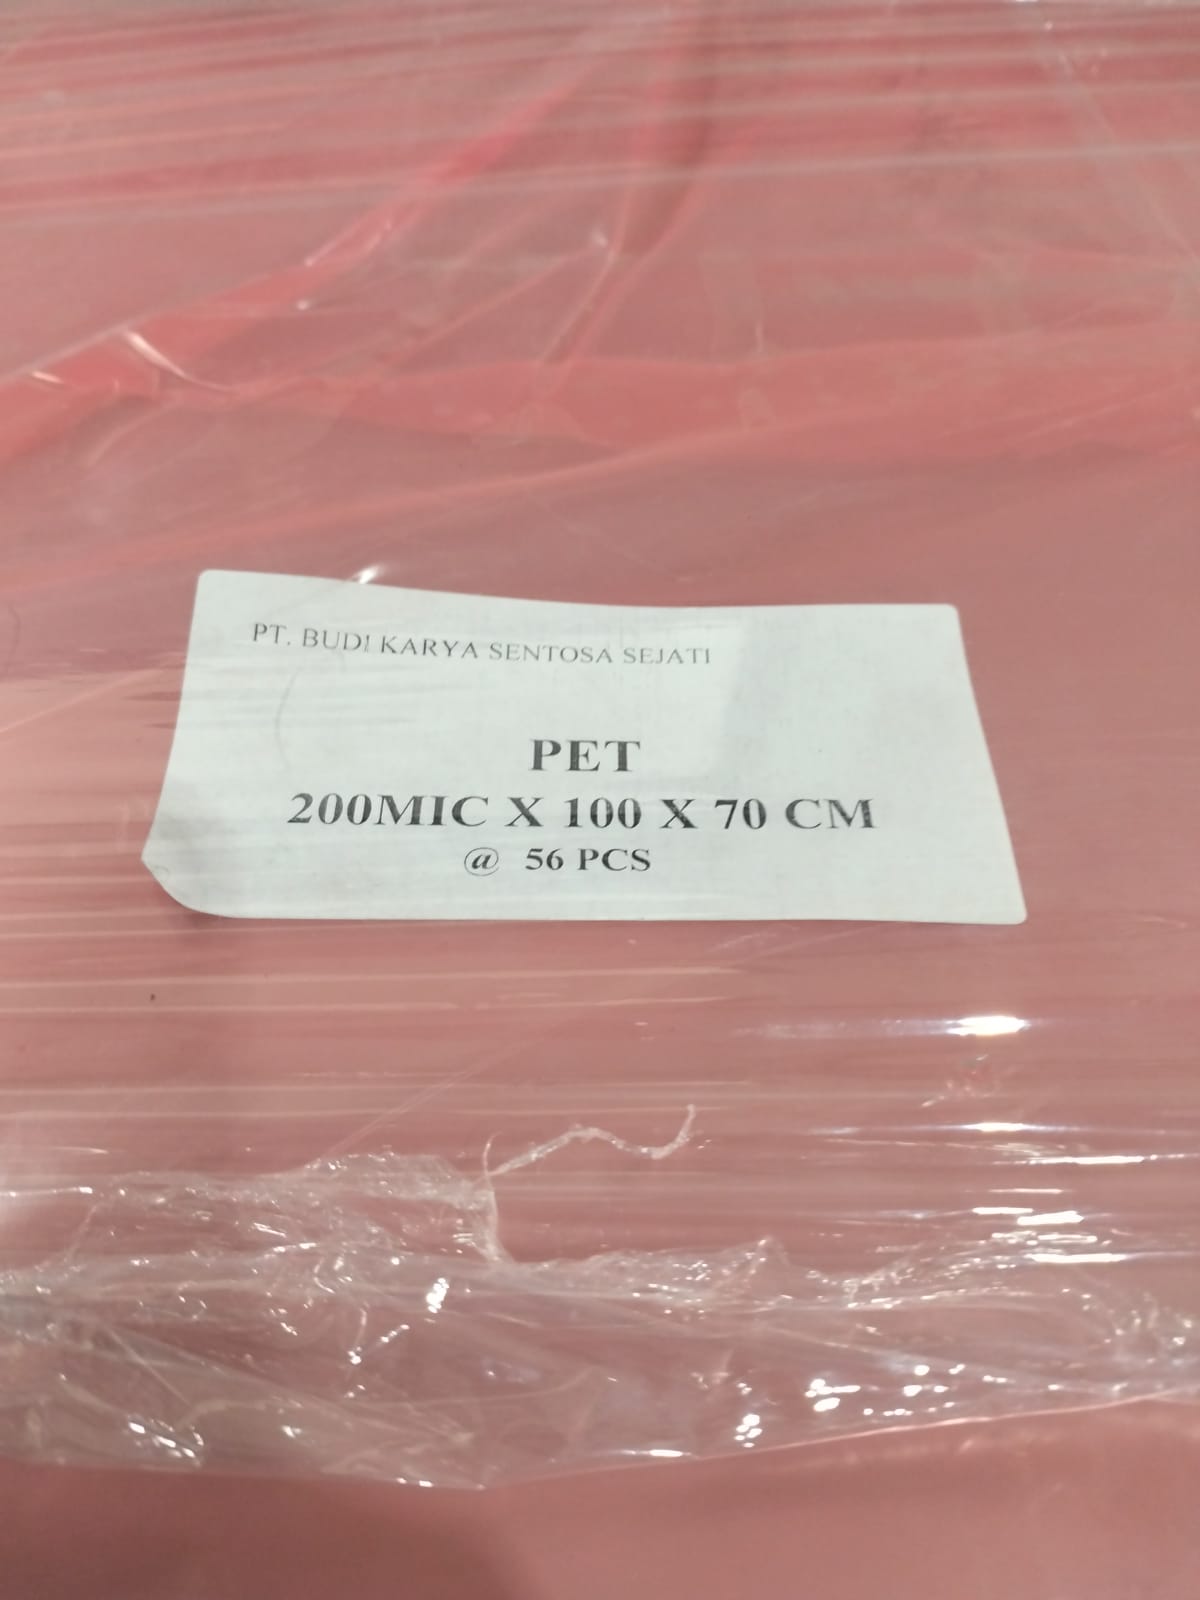 PT. BUDI KARYA SENTOSA SEJATI
PET
200MIC X 100 X 70 CM
@ 56 PCS